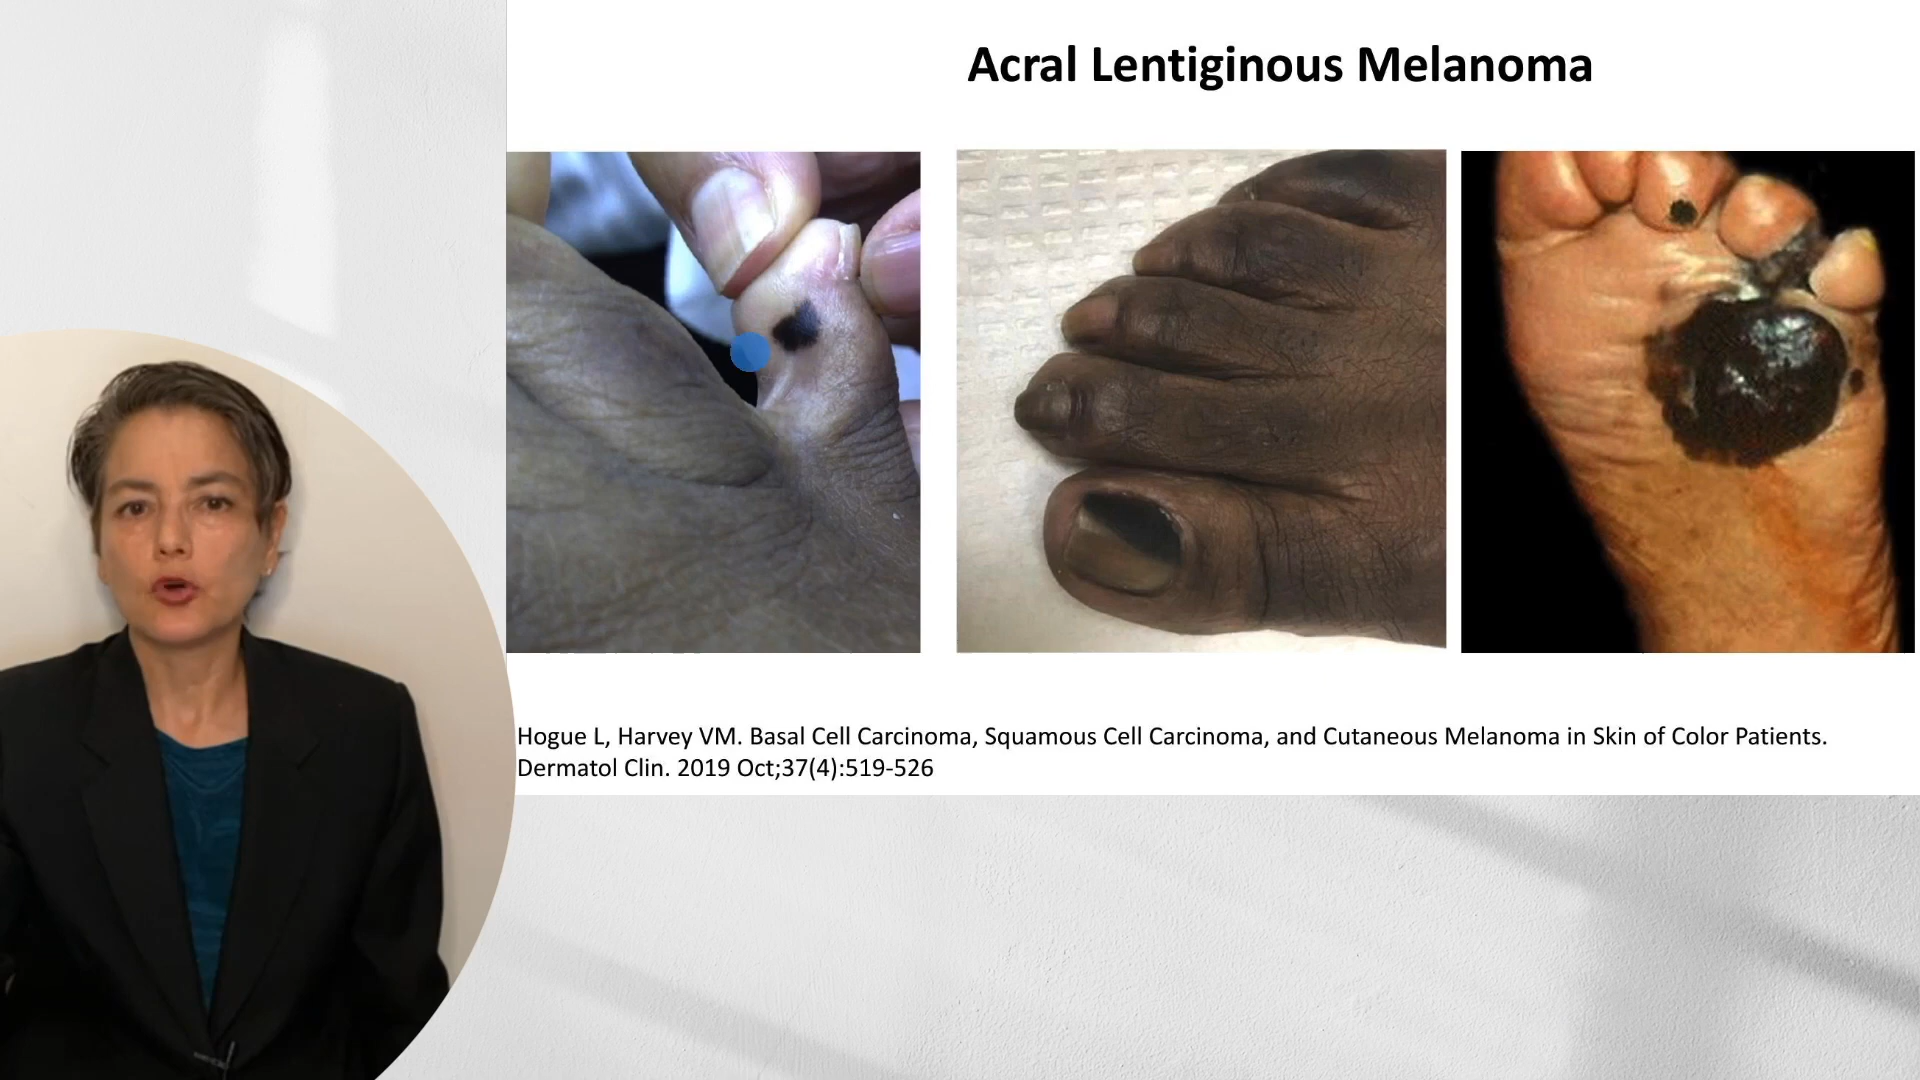 Acral Lentiginous Melanoma
Hogue L, Harvey VM. Basal Cell Carcinoma, Squamous Cell Carcinoma, and Cutaneous Melanoma in Skin of Color Patients.
Dermatol Clin. 2019 Oct;37(4):519-526